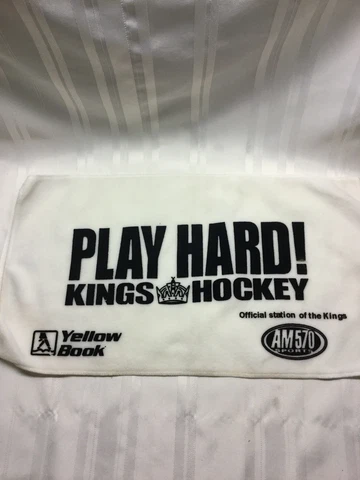 PLAY HARD!
KINGS HOCKEY
Official station of the Kings
Yellow
Book
AM570
SPORTS